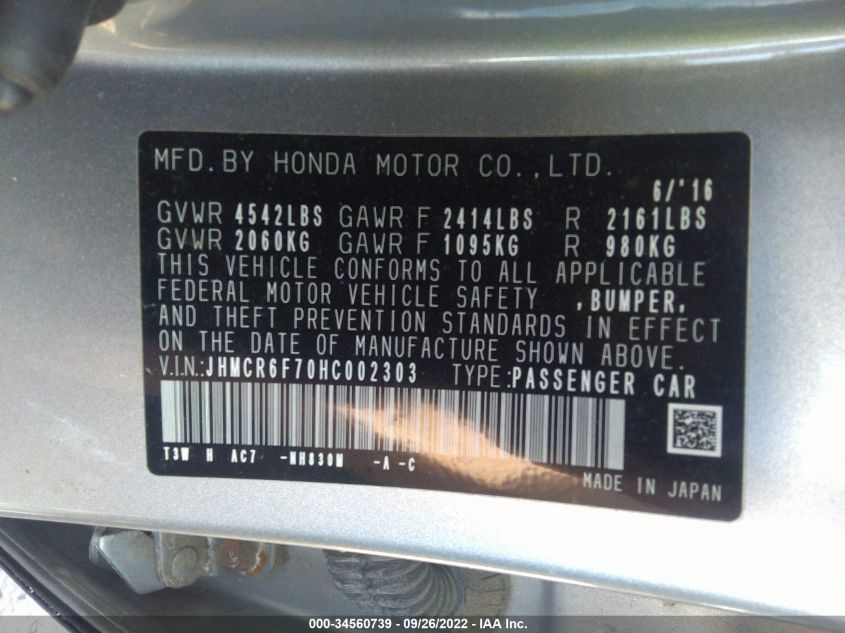 MFD.BY HONDA MOTOR CO.,LTD.
6/'16
GVWR 4542LBS GAWR F 2414LBS R 2161LBS
GVWR 2060KG GAWR F 1095KG R 980KG
THIS VEHICLE CONFORMS TO ALL APPLICABLE
FEDERAL MOTOR VEHICLE SAFETY ,BUMPER,
AND THEFT PREVENTION STANDARDS IN EFFECT
ON THE DATE OF MANUFACTURE SHOWN ABOVE.
V.I.N:JHMCR6F70HC002303 TYPE:PASSENGER CAR
T3W H AC7 -NH830M -A -C
MADE IN JAPAN
000-34560739 - 09/26/2022 - IAA Inc.